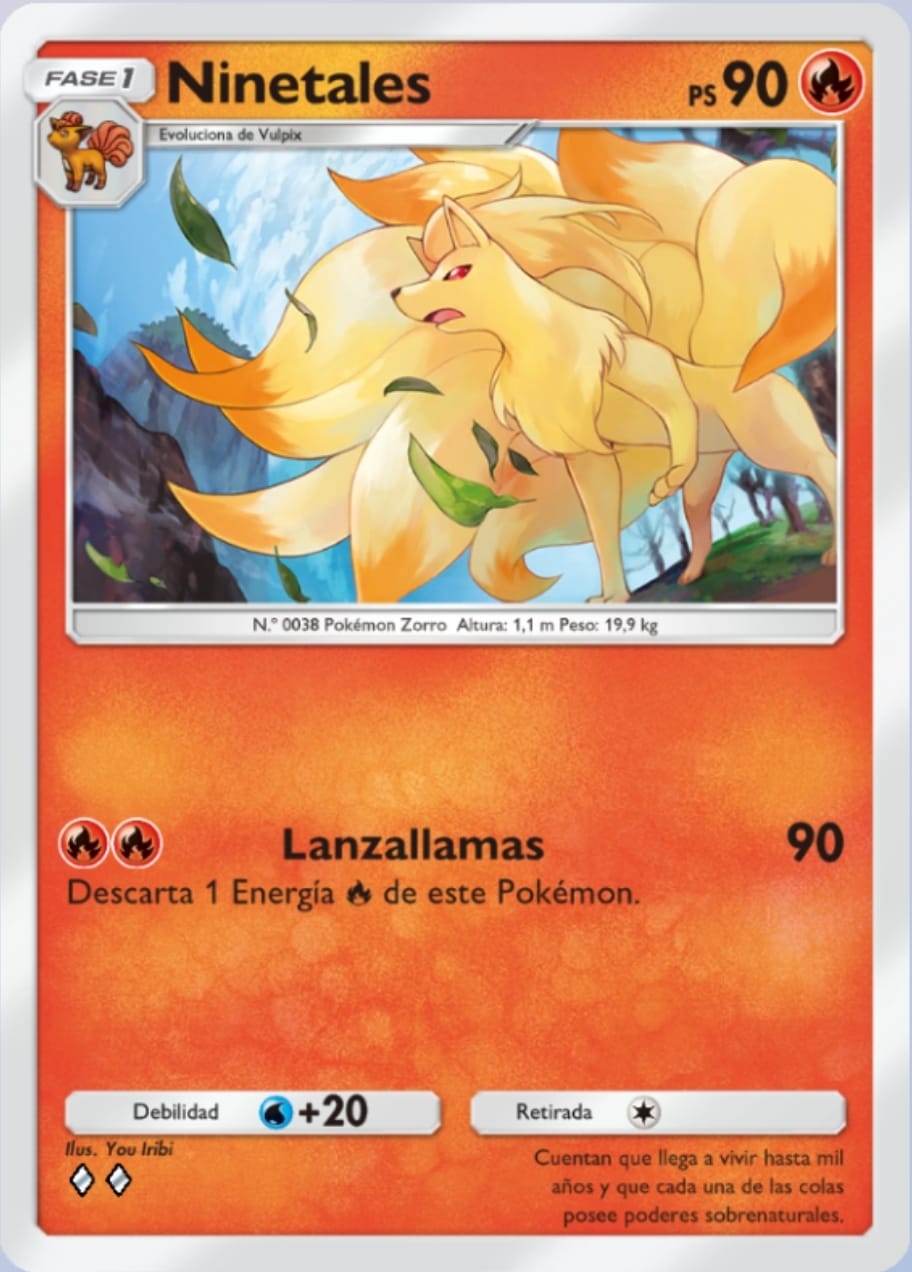 FASE 1
Ninetales
PS 90
Evoluciona de Vulpix
N.º 0038 Pokémon Zorro Altura: 1,1 m Peso: 19,9 kg
Lanzallamas 90
Descarta 1 Energía de este Pokémon.
Debilidad +20
Retirada
Ilus. You Iribi
Cuentan que llega a vivir hasta mil
años y que cada una de las colas
posee poderes sobrenaturales.